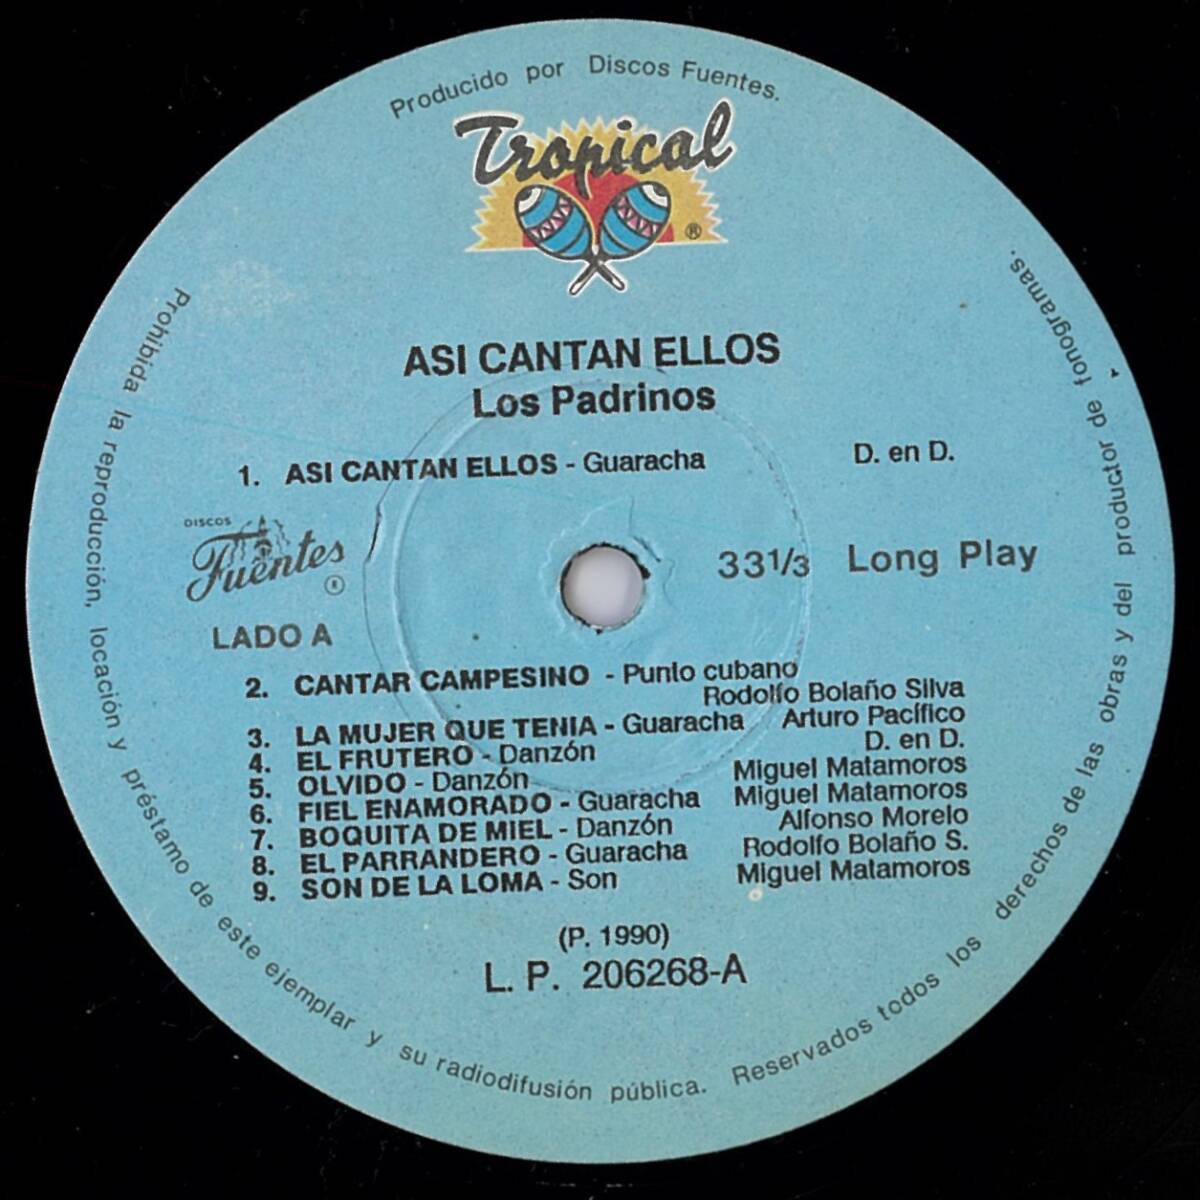 Producido por Discos Fuentes.
Tropical
®
ASI CANTAN ELLOS
Los Padrinos
1. ASI CANTAN ELLOS - Guaracha D. en D.
DISCOS
Fuentes
®
33 1/3 Long Play
LADO A
2. CANTAR CAMPESINO - Punto cubano
Rodolfo Bolaño Silva
3. LA MUJER QUE TENIA - Guaracha Arturo Pacífico
4. EL FRUTERO - Danzón D. en D.
5. OLVIDO - Danzón Miguel Matamoros
6. FIEL ENAMORADO - Guaracha Miguel Matamoros
7. BOQUITA DE MIEL - Danzón Alfonso Morelo
8. EL PARRANDERO - Guaracha Rodolfo Bolaño S.
9. SON DE LA LOMA - Son Miguel Matamoros
(P. 1990)
L. P. 206268-A
Prohibida la reproducción, locación y préstamo de este ejemplar y su radiodifusión pública. Reservados todos los derechos de las obras y del productor de fonogramas.